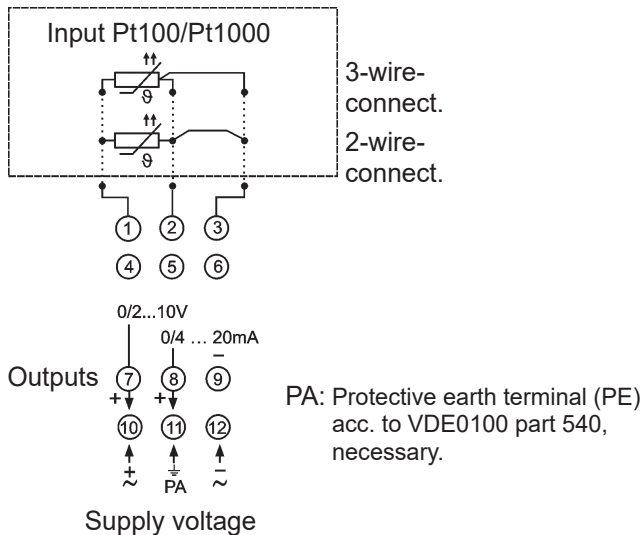 Input Pt100/Pt1000
ϑ
3-wire-
connect.
ϑ
2-wire-
connect.
1 2 3
4 5 6
0/2...10V
0/4 ... 20mA
−
Outputs 7 8 9
+ +
10 11 12
+ −
~ PA ~
Supply voltage
PA: Protective earth terminal (PE)
acc. to VDE0100 part 540,
necessary.